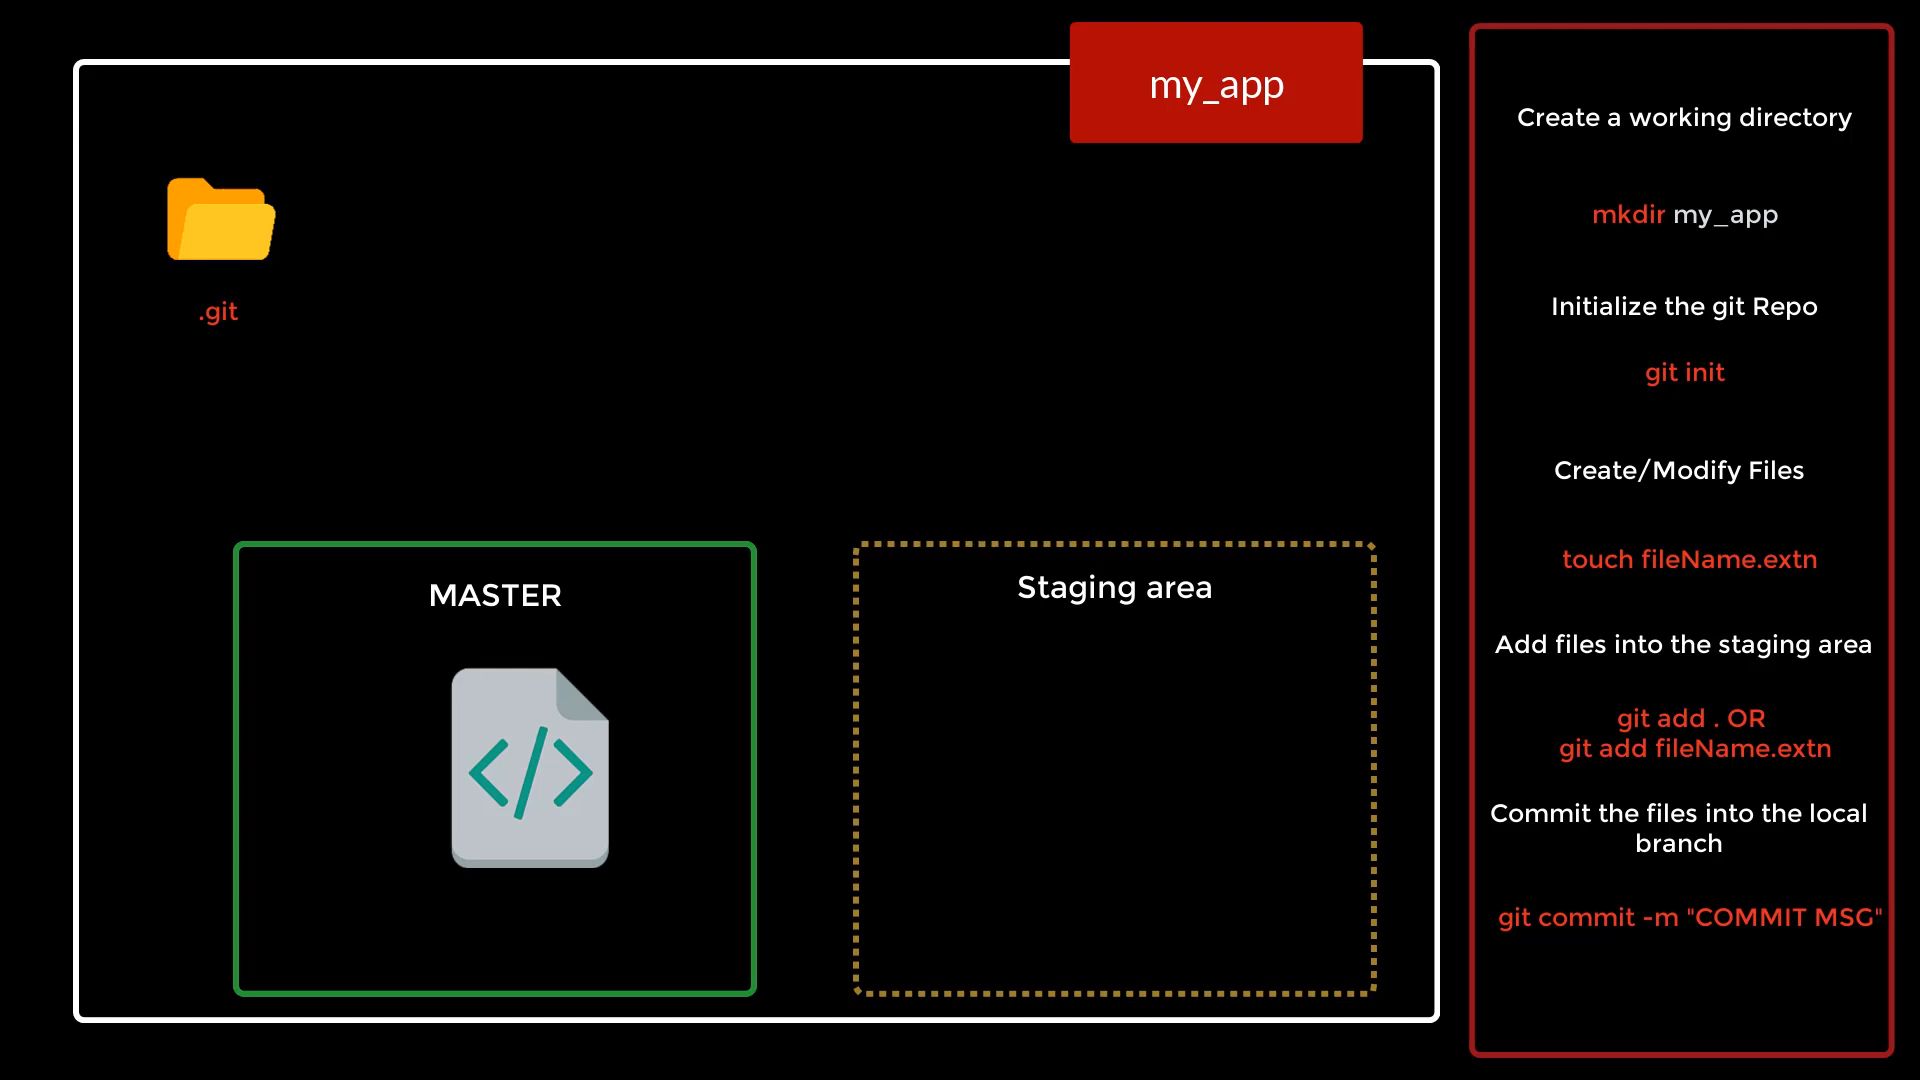 my_app
.git
MASTER
Staging area
Create a working directory
mkdir my_app
Initialize the git Repo
git init
Create/Modify Files
touch fileName.extn
Add files into the staging area
git add . OR
git add fileName.extn
Commit the files into the local
branch
git commit -m "COMMIT MSG"